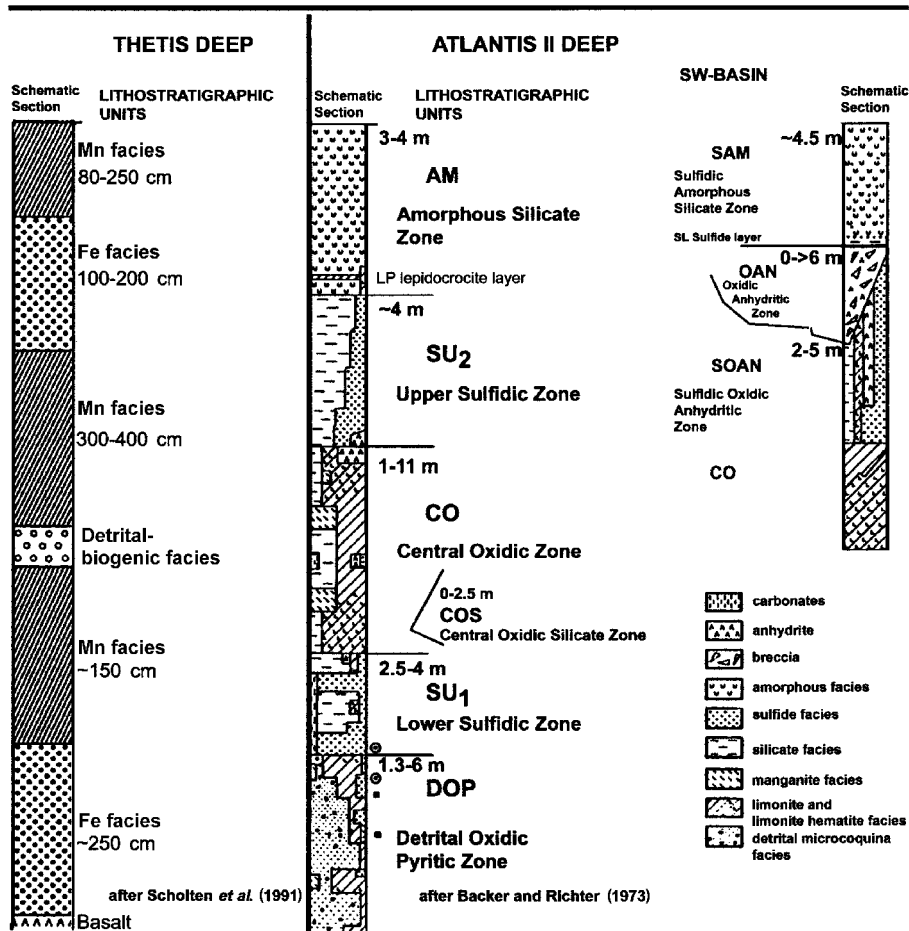 THETIS DEEP
Schematic
Section
LITHOSTRATIGRAPHIC
UNITS
Mn facies
80-250 cm
Fe facies
100-200 cm
Mn facies
300-400 cm
Detrital-
biogenic facies
Mn facies
~150 cm
Fe facies
~250 cm
after Scholten et al. (1991)
Basalt
ATLANTIS II DEEP
Schematic
Section
LITHOSTRATIGRAPHIC
UNITS
3-4 m
AM
Amorphous Silicate
Zone
LP lepidocrocite layer
~4 m
SU2
Upper Sulfidic Zone
1-11 m
CO
Central Oxidic Zone
0-2.5 m
COS
Central Oxidic Silicate Zone
2.5-4 m
SU1
Lower Sulfidic Zone
1.3-6 m
DOP
Detrital Oxidic
Pyritic Zone
after Backer and Richter (1973)
SW-BASIN
Schematic
Section
~4.5 m
SAM
Sulfidic
Amorphous
Silicate Zone
SL Sulfide layer
0->6 m
OAN
Oxidic
Anhydritic
Zone
2-5 m
SOAN
Sulfidic Oxidic
Anhydritic
Zone
CO
carbonates
anhydrite
breccia
amorphous facies
sulfide facies
silicate facies
manganite facies
limonite and
limonite hematite facies
detrital microcoquina
facies